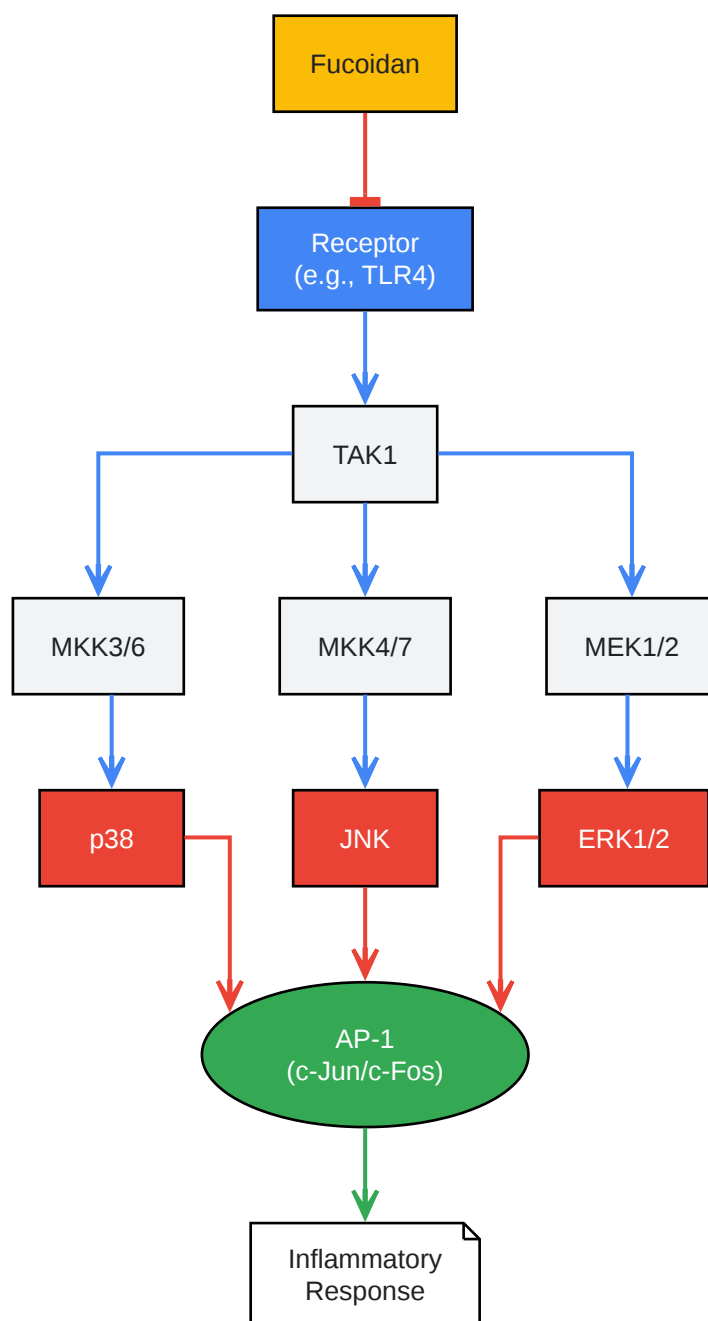 Fucoidan
Receptor
(e.g., TLR4)
TAK1
MKK3/6
MKK4/7
MEK1/2
p38
JNK
ERK1/2
AP-1
(c-Jun/c-Fos)
Inflammatory
Response